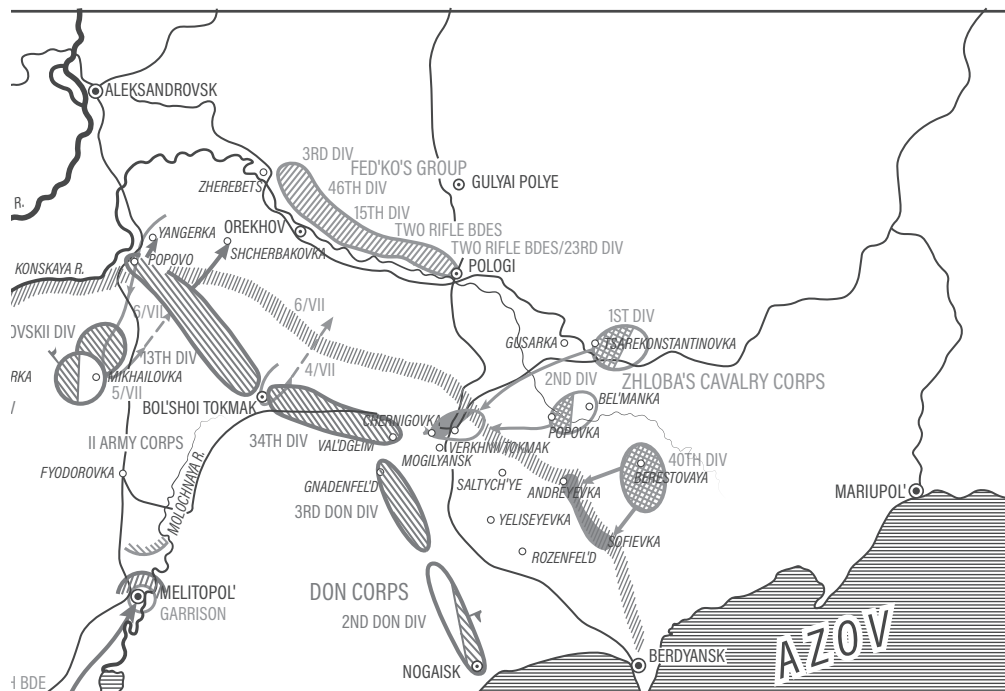 ALEKSANDROVSK
3RD DIV
FED'KO'S GROUP
ZHEREBETS
46TH DIV
GULYAI POLYE
R.
15TH DIV
TWO RIFLE BDES
YANGERKA
OREKHOV
SHCHERBAKOVKA
TWO RIFLE BDES/23RD DIV
POPOVO
POLOGI
KONSKAYA R.
6/VII
6/VII
1ST DIV
OVSKII DIV
GUSARKA
TSAREKONSTANTINOVKA
13TH DIV
4/VII
2ND DIV
ZHLOBA'S CAVALRY CORPS
RKA
MIKHAILOVKA
5/VII
BEL'MANKA
BOL'SHOI TOKMAK
CHERNIGOVKA
POPOVKA
II ARMY CORPS
34TH DIV
VAL'DGEIM
VERKHNII TOKMAK
MOGILYANSK
40TH DIV
FYODOROVKA
MOLOCHNAYA R.
GNADENFEL'D
SALTYCH'YE
ANDREYEVKA
BERESTOVAYA
MARIUPOL'
3RD DON DIV
YELISEYEVKA
SOFIEVKA
ROZENFEL'D
MELITOPOL'
GARRISON
DON CORPS
2ND DON DIV
AZOV
BERDYANSK
NOGAISK
H BDE